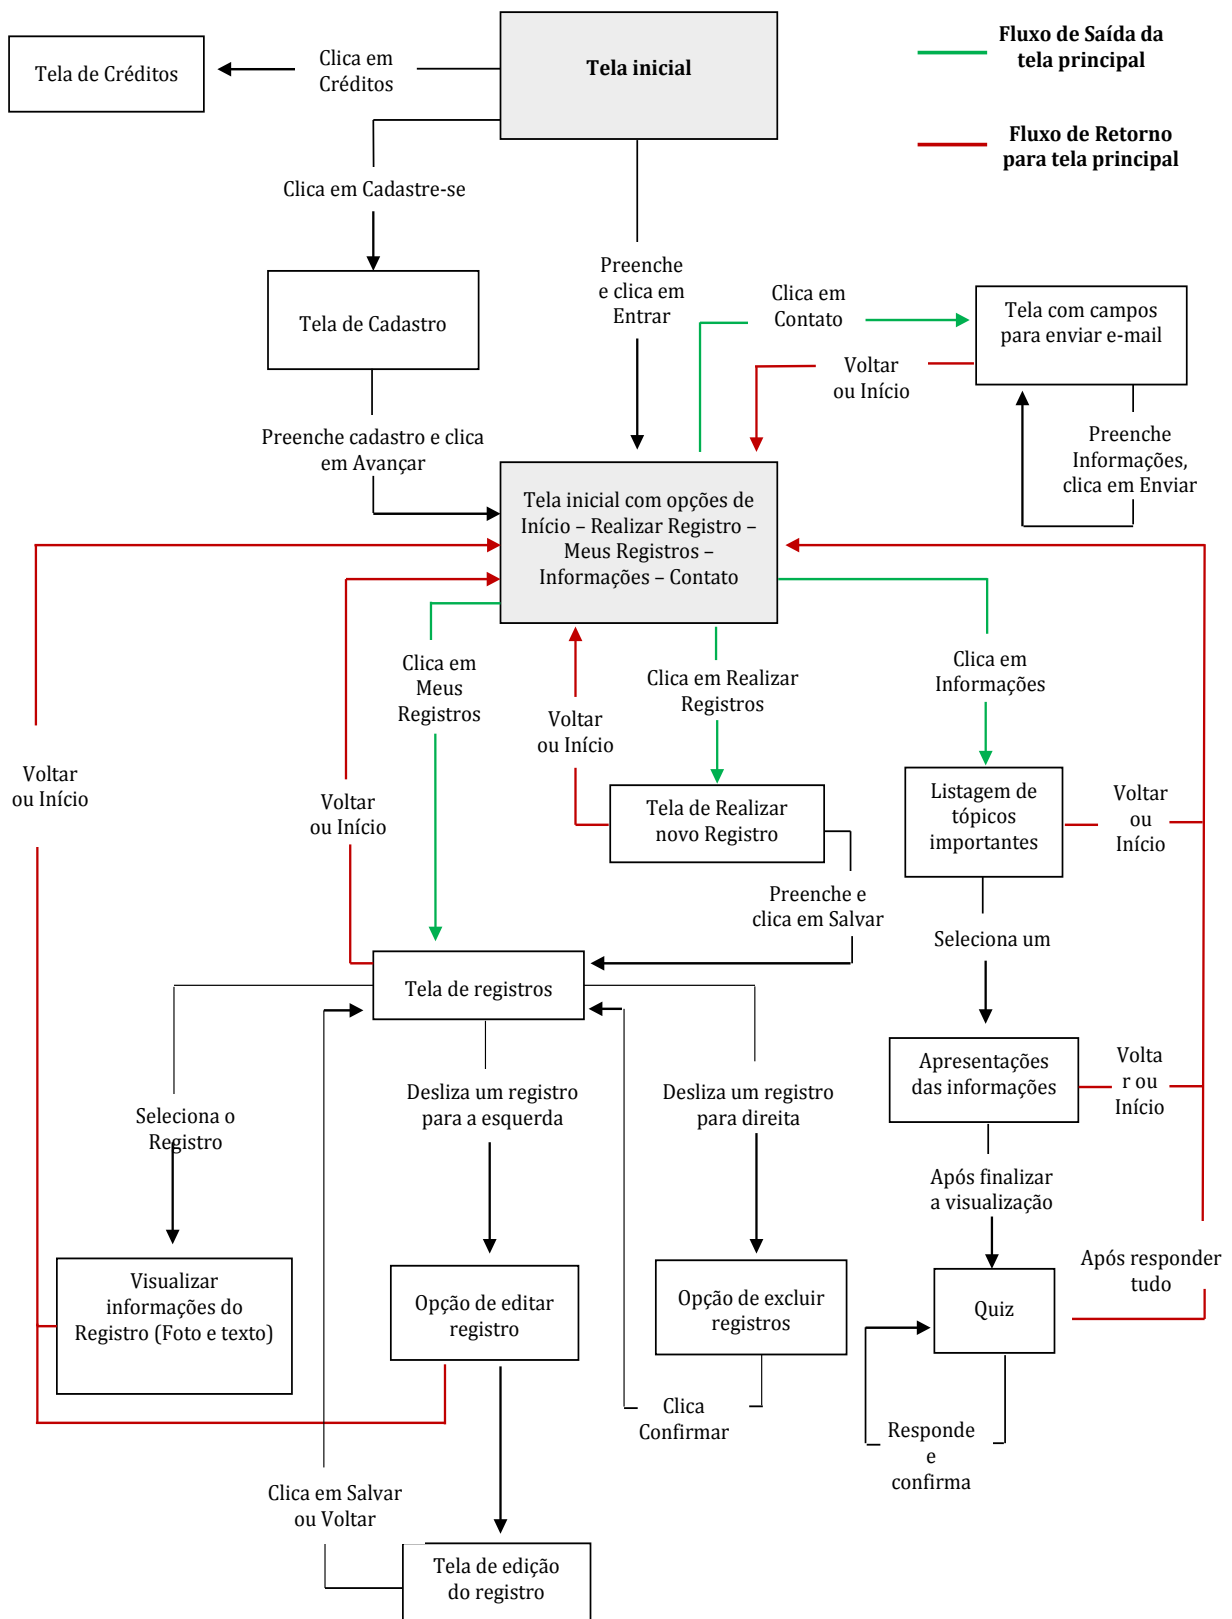 Tela de Créditos
Clica em
Créditos
Tela inicial
Fluxo de Saída da
tela principal
Fluxo de Retorno
para tela principal
Clica em Cadastre-se
Preenche
e clica em
Entrar
Tela de Cadastro
Clica em
Contato
Tela com campos
para enviar e-mail
Voltar
ou Início
Preenche cadastro e clica
em Avançar
Preenche
Informações,
clica em Enviar
Tela inicial com opções de
Início – Realizar Registro –
Meus Registros –
Informações – Contato
Clica em
Meus
Registros
Voltar
ou Início
Clica em Realizar
Registros
Clica em
Informações
Voltar
ou Início
Voltar
ou Início
Tela de Realizar
novo Registro
Listagem de
tópicos
importantes
Voltar
ou
Início
Preenche e
clica em Salvar
Seleciona um
Tela de registros
Apresentações
das informações
Volta
r ou
Início
Seleciona o
Registro
Desliza um registro
para a esquerda
Desliza um registro
para direita
Após finalizar
a visualização
Visualizar
informações do
Registro (Foto e texto)
Opção de editar
registro
Opção de excluir
registros
Quiz
Após responder
tudo
Clica
Confirmar
Responde
e
confirma
Clica em Salvar
ou Voltar
Tela de edição
do registro